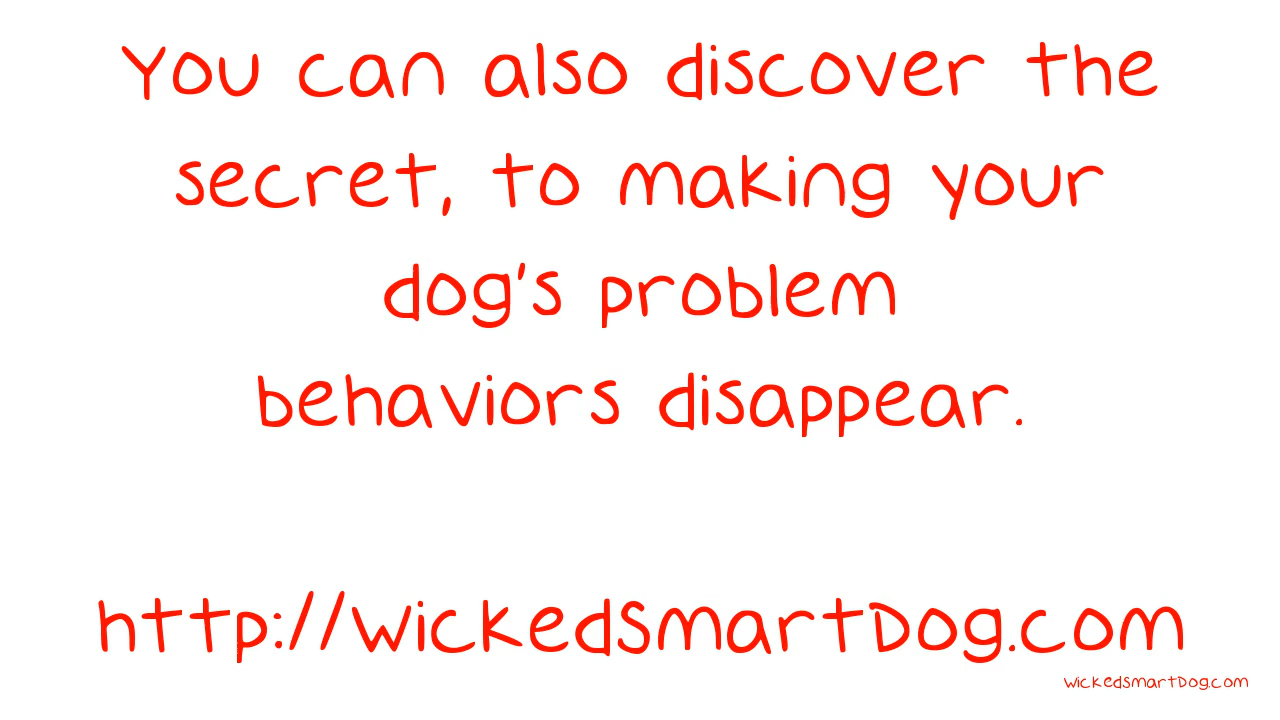 You can also discover the
secret, to making your
dog's problem
behaviors disappear.
http://WickedSmartDog.com
WickedSmartDog.com